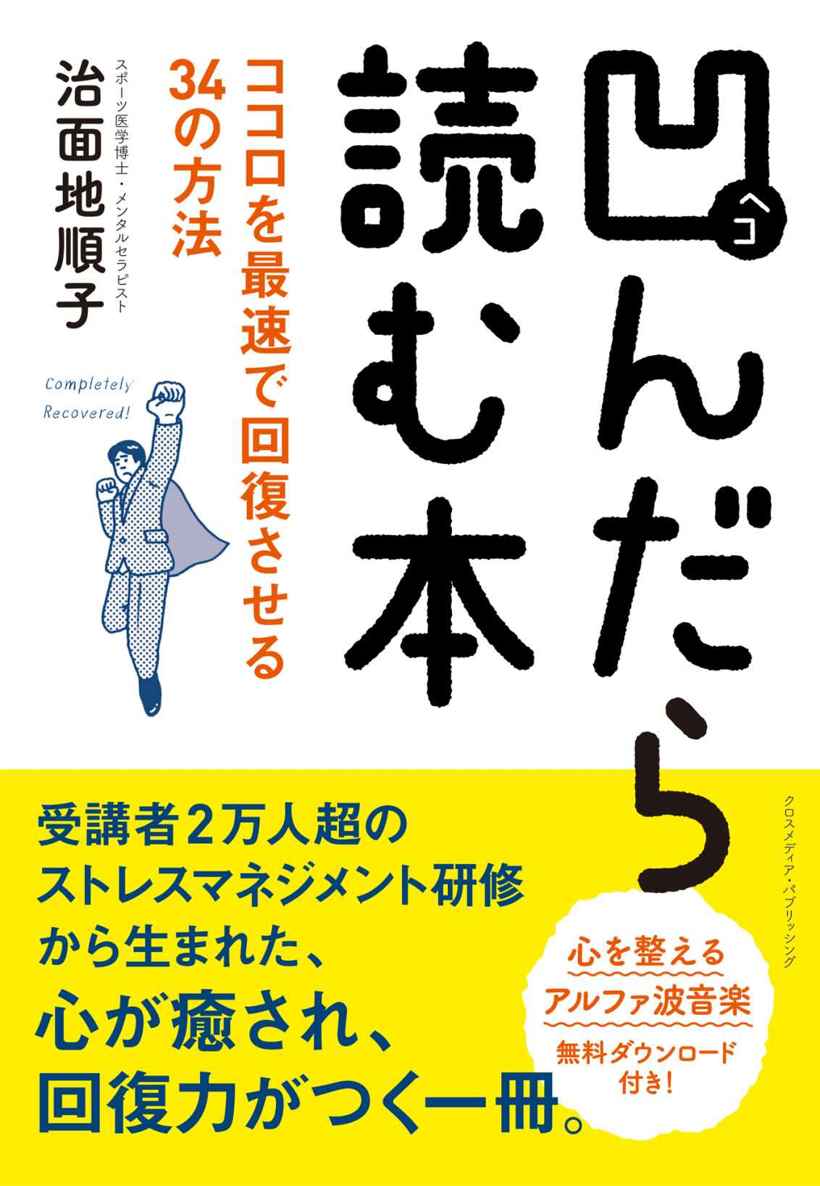 凹んだら
ヘコ
読む本
ココロを最速で回復させる
34の方法
スポーツ医学博士・メンタルセラピスト
治面地順子
Completely
Recovered!
クロスメディア・パブリッシング
受講者2万人超の
ストレスマネジメント研修
から生まれた、
心が癒され、
回復力がつく一冊。
心を整える
アルファ波音楽
無料ダウンロード
付き!